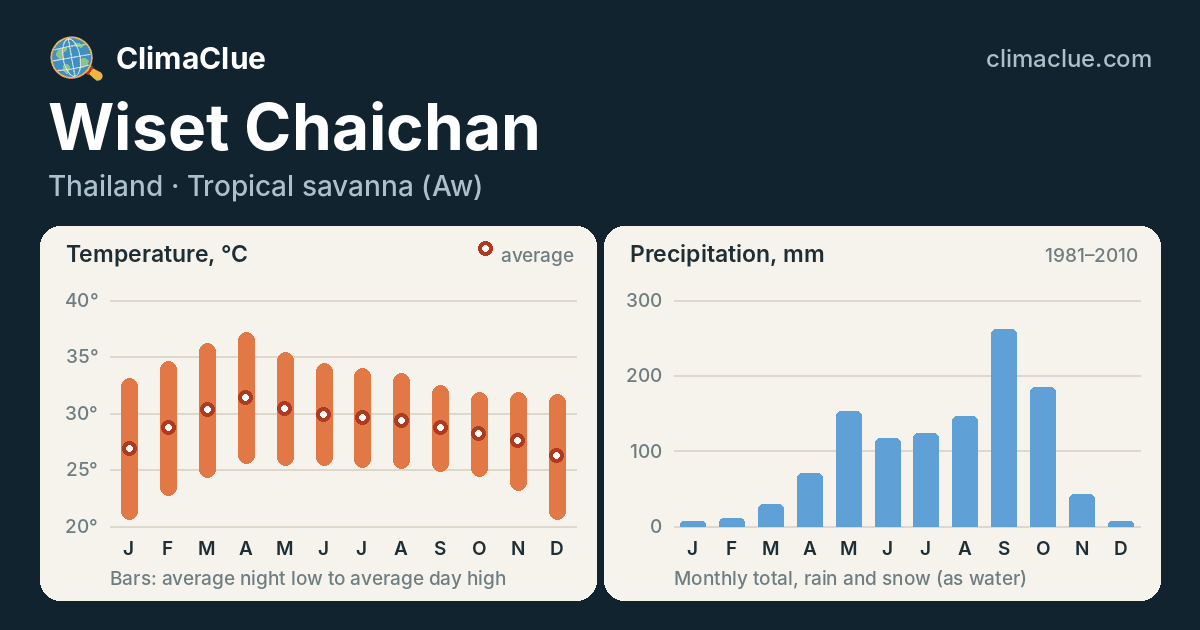 ClimaClue
climaclue.com
Wiset Chaichan
Thailand · Tropical savanna (Aw)
Temperature, °C
average
40°
35°
30°
25°
20°
J F M A M J J A S O N D
Bars: average night low to average day high
Precipitation, mm
1981–2010
300
200
100
0
J F M A M J J A S O N D
Monthly total, rain and snow (as water)